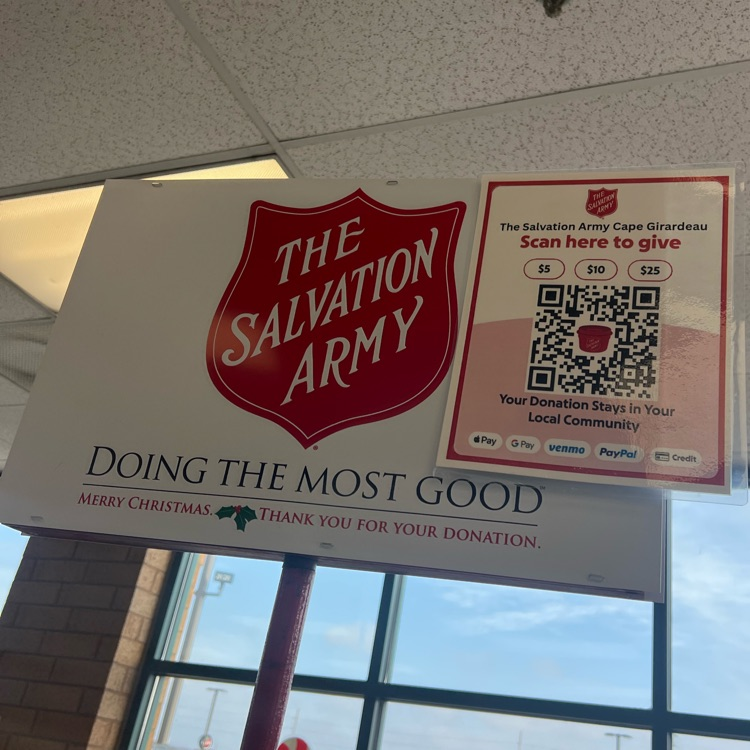 THE
SALVATION
ARMY
DOING THE MOST GOOD
MERRY CHRISTMAS. THANK YOU FOR YOUR DONATION.
THE
SALVATION
ARMY
The Salvation Army Cape Girardeau
Scan here to give
$5 $10 $25
Your Donation Stays in Your
Local Community
Pay G Pay venmo PayPal Credit